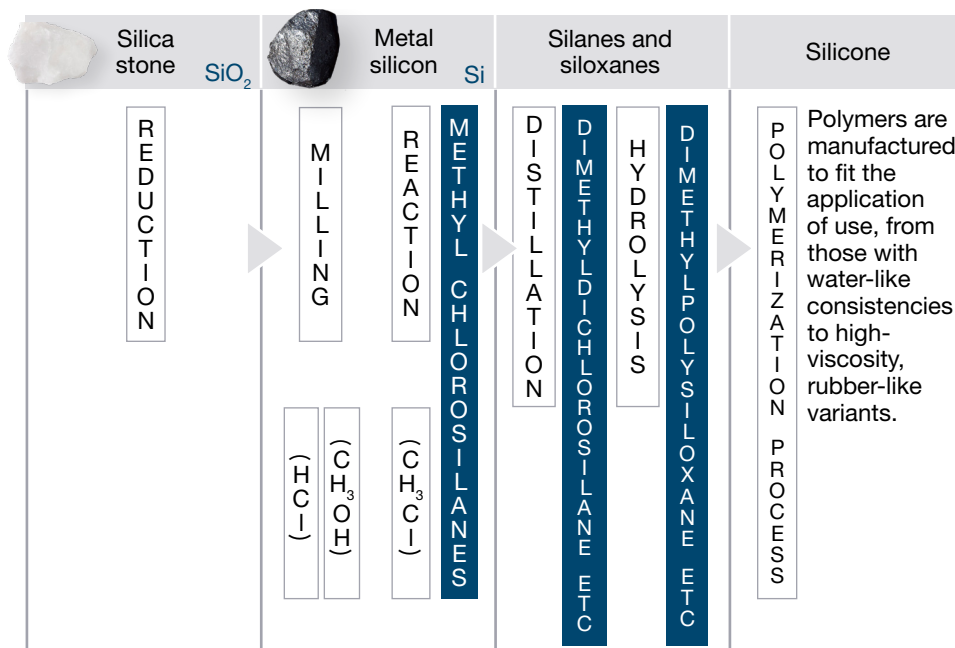 Silica
stone
SiO₂
Metal
silicon
Si
Silanes and
siloxanes
Silicone
REDUCTION
MILLING
REACTION
(HCl)
(CH₃OH)
(CH₃Cl)
METHYL CHLOROSILANES
DISTILLATION
DIMETHYLDICHLOROSILANE ETC
HYDROLYSIS
DIMETHYLPOLYSILOXANE ETC
POLYMERIZATION PROCESS
Polymers are
manufactured
to fit the
application
of use, from
those with
water-like
consistencies
to high-
viscosity,
rubber-like
variants.